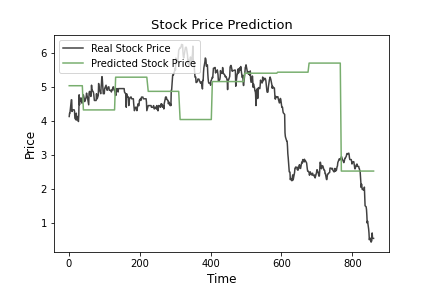 Stock Price Prediction
Real Stock Price
Predicted Stock Price
Price
6
5
4
3
2
1
0 200 400 600 800
Time